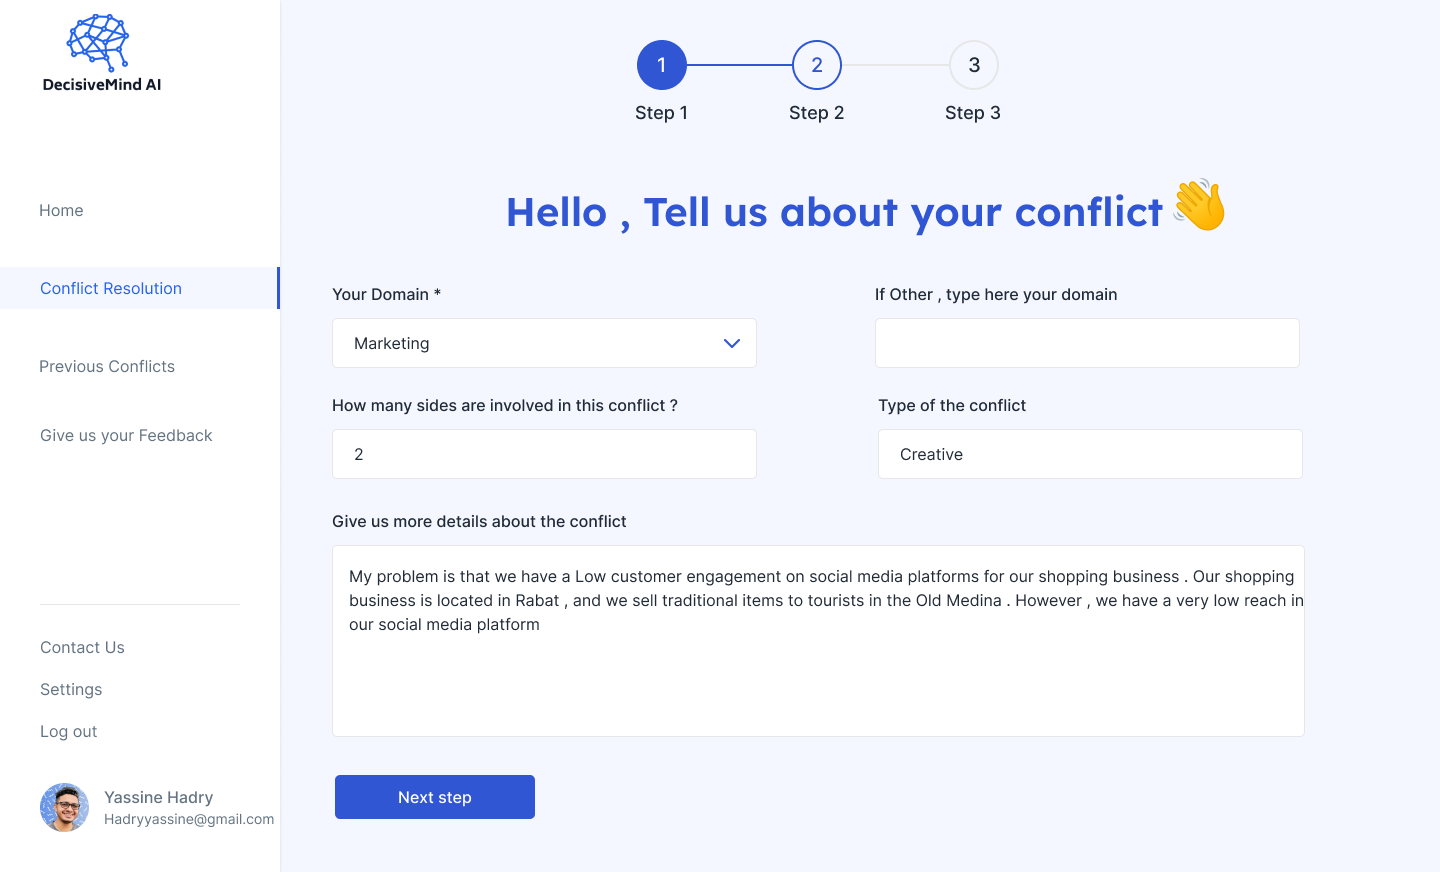 DecisiveMind AI
Home
Conflict Resolution
Previous Conflicts
Give us your Feedback
Contact Us
Settings
Log out
Yassine Hadry
Hadryyassine@gmail.com
1
2
3
Step 1
Step 2
Step 3
Hello , Tell us about your conflict 👋
Your Domain *
If Other , type here your domain
Marketing
How many sides are involved in this conflict ?
Type of the conflict
2
Creative
Give us more details about the conflict
My problem is that we have a Low customer engagement on social media platforms for our shopping business . Our shopping
business is located in Rabat , and we sell traditional items to tourists in the Old Medina . However , we have a very low reach in
our social media platform
Next step